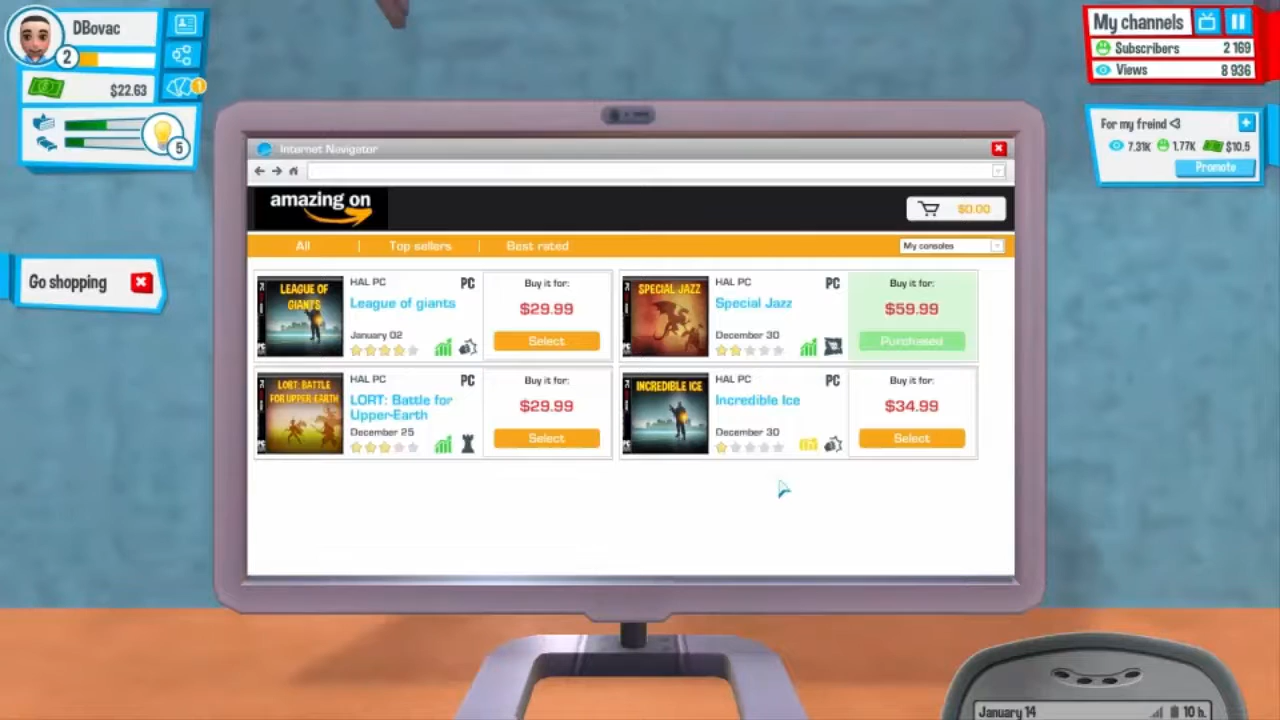 DBovac
2
$22.63
1
5
My channels
Subscribers 2 169
Views 8 936
For my freind <3
7.31K 1.77K $10.5
Promote
Go shopping
Internet Navigator
amazing on
$0.00
All | Top sellers | Best rated
My consoles
LEAGUE OF GIANTS
HAL PC PC
League of giants
January 02
Buy it for:
$29.99
Select
SPECIAL JAZZ
HAL PC PC
Special Jazz
December 30
Buy it for:
$59.99
Purchased
LORT: BATTLE
FOR UPPER-EARTH
HAL PC PC
LORT: Battle for
Upper-Earth
December 25
Buy it for:
$29.99
Select
INCREDIBLE ICE
HAL PC PC
Incredible Ice
December 30
Buy it for:
$34.99
Select
January 14 10 h.